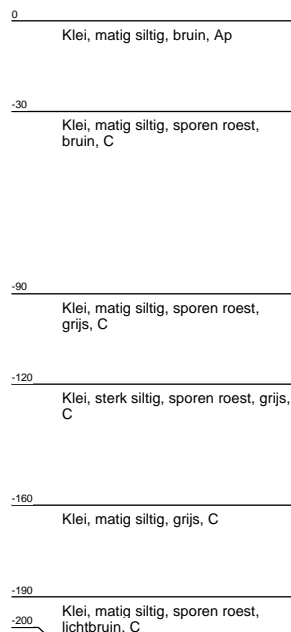 0
Klei, matig siltig, bruin, Ap
-30
Klei, matig siltig, sporen roest,
bruin, C
-90
Klei, matig siltig, sporen roest,
grijs, C
-120
Klei, sterk siltig, sporen roest, grijs,
C
-160
Klei, matig siltig, grijs, C
-190
Klei, matig siltig, sporen roest,
-200
lichtbruin, C